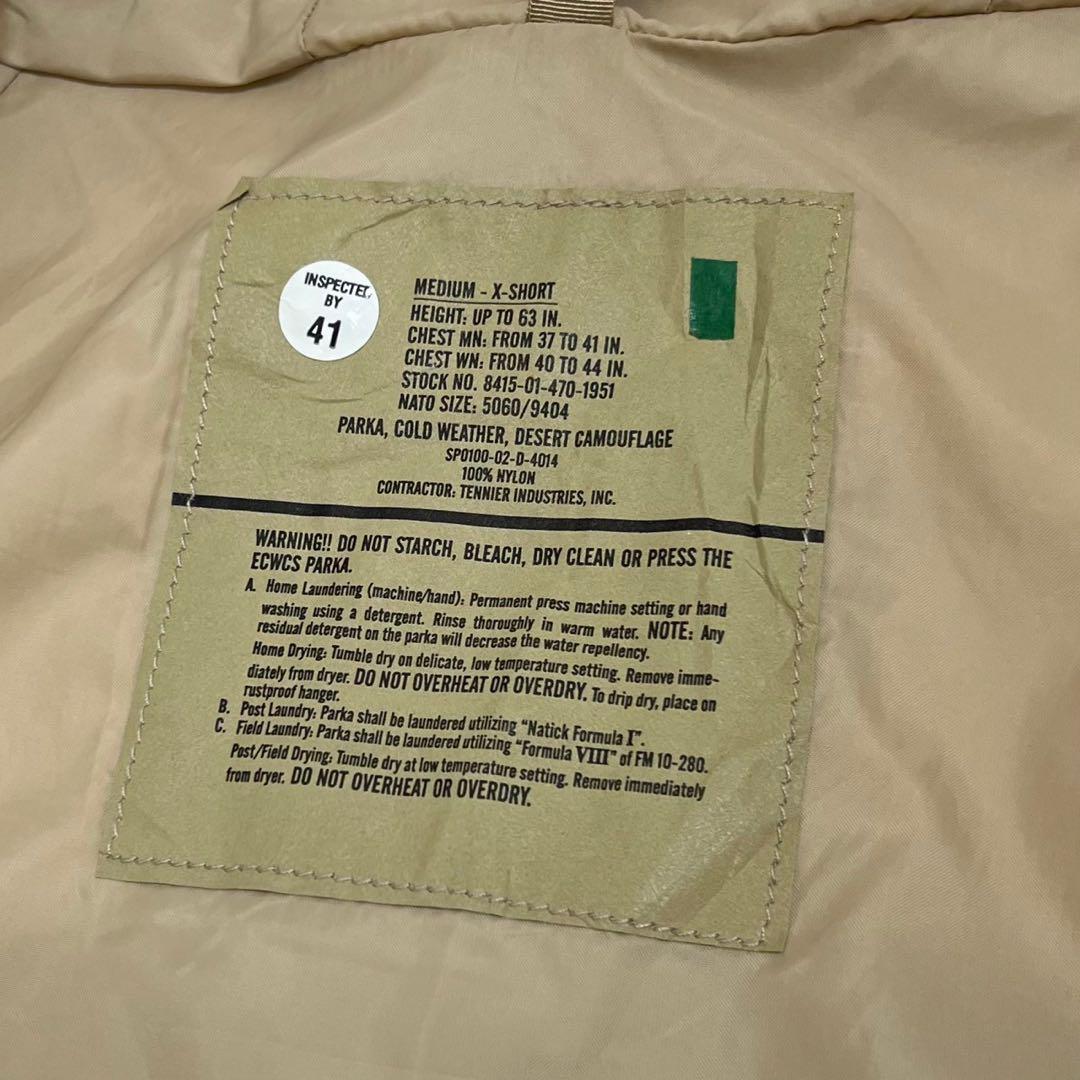 INSPECTED
BY
41
MEDIUM - X-SHORT
HEIGHT: UP TO 63 IN.
CHEST MN: FROM 37 TO 41 IN.
CHEST WN: FROM 40 TO 44 IN.
STOCK NO. 8415-01-470-1951
NATO SIZE: 5060/9404
PARKA, COLD WEATHER, DESERT CAMOUFLAGE
SPO100-02-D-4014
100% NYLON
CONTRACTOR: TENNIER INDUSTRIES, INC.
WARNING!! DO NOT STARCH, BLEACH, DRY CLEAN OR PRESS THE
ECWCS PARKA.
A. Home Laundering (machine/hand): Permanent press machine setting or hand
washing using a detergent. Rinse thoroughly in warm water. NOTE: Any
residual detergent on the parka will decrease the water repellency.
Home Drying: Tumble dry on delicate, low temperature setting. Remove imme-
diately from dryer. DO NOT OVERHEAT OR OVERDRY. To drip dry, place on
rustproof hanger.
B. Post Laundry: Parka shall be laundered utilizing "Natick Formula I".
C. Field Laundry: Parka shall be laundered utilizing "Formula VIII" of FM 10-280.
Post/Field Drying: Tumble dry at low temperature setting. Remove immediately
from dryer. DO NOT OVERHEAT OR OVERDRY.